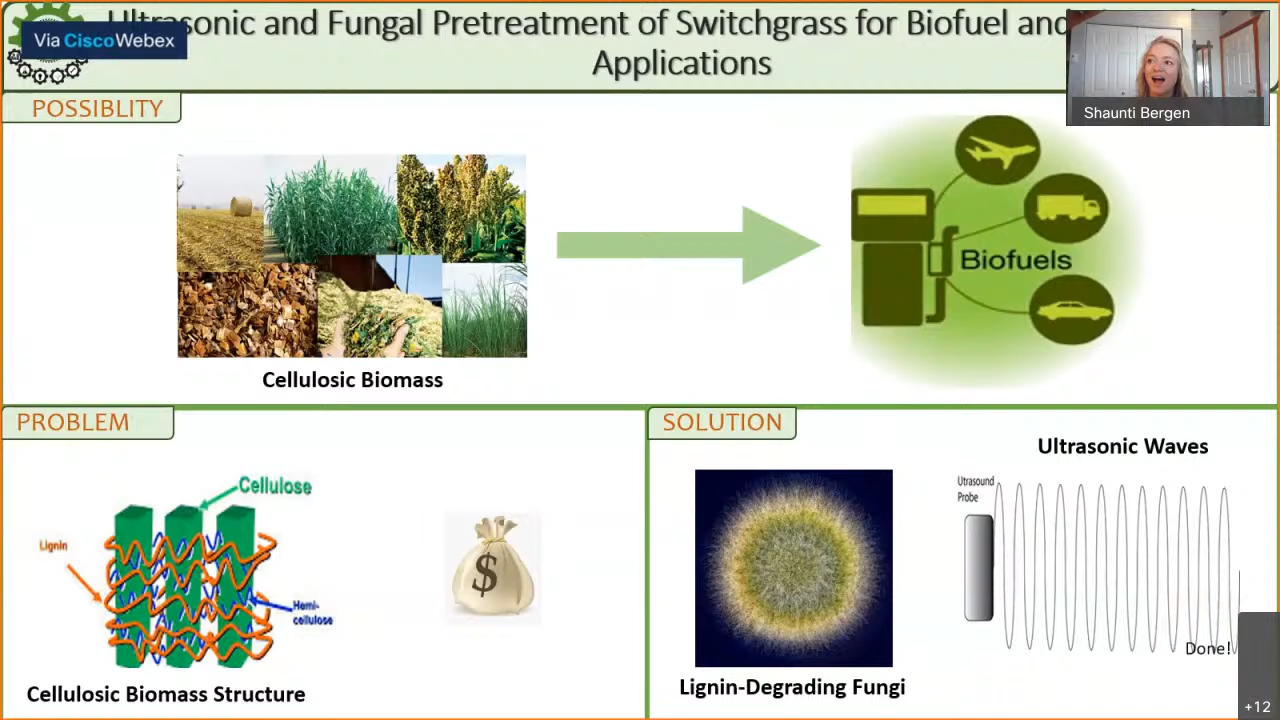 Ultrasonic and Fungal Pretreatment of Switchgrass for Biofuel and
Applications
Via Cisco Webex
Shaunti Bergen
POSSIBLITY
Biofuels
Cellulosic Biomass
PROBLEM
Cellulose
Lignin
Hemi-
cellulose
$
Cellulosic Biomass Structure
SOLUTION
Ultrasonic Waves
Utrasound
Probe
Done!
Lignin-Degrading Fungi
+12